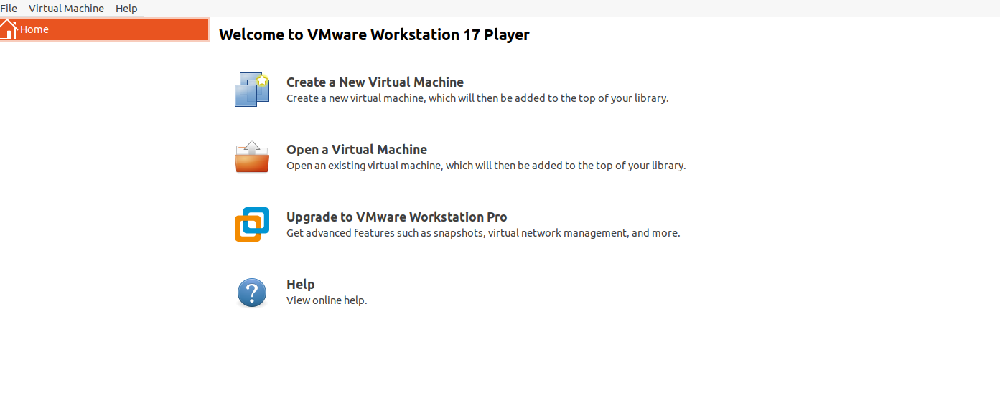 File Virtual Machine Help
Home
Welcome to VMware Workstation 17 Player
Create a New Virtual Machine
Create a new virtual machine, which will then be added to the top of your library.
Open a Virtual Machine
Open an existing virtual machine, which will then be added to the top of your library.
Upgrade to VMware Workstation Pro
Get advanced features such as snapshots, virtual network management, and more.
Help
View online help.